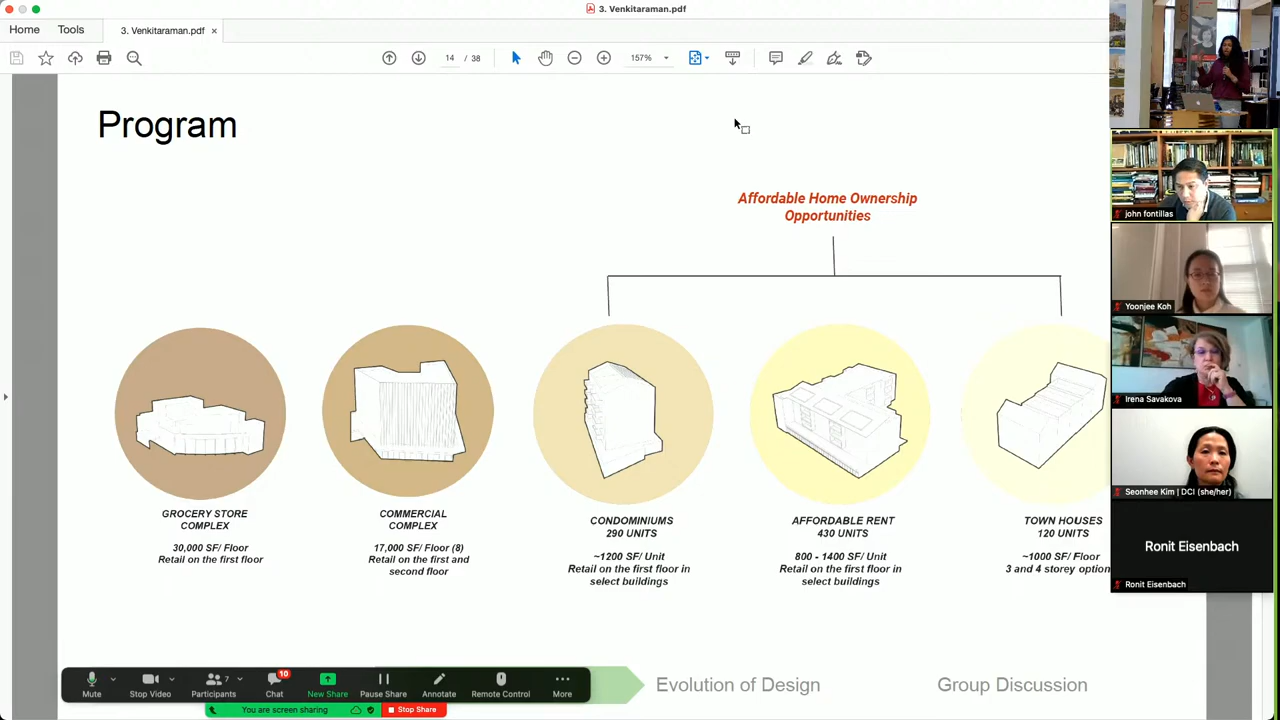 3. Venkitaraman.pdf
Home
Tools
3. Venkitaraman.pdf ×
14 / 38
157%
Program
Affordable Home Ownership
Opportunities
GROCERY STORE
COMPLEX
30,000 SF/ Floor
Retail on the first floor
COMMERCIAL
COMPLEX
17,000 SF/ Floor (8)
Retail on the first and
second floor
CONDOMINIUMS
290 UNITS
~1200 SF/ Unit
Retail on the first floor in
select buildings
AFFORDABLE RENT
430 UNITS
800 - 1400 SF/ Unit
Retail on the first floor in
select buildings
TOWN HOUSES
120 UNITS
~1000 SF/ Floor
3 and 4 storey option
john fontillas
Yoonjee Koh
Irena Savakova
Seonhee Kim | DCI (she/her)
Ronit Eisenbach
Ronit Eisenbach
Evolution of Design
Group Discussion
Mute
Stop Video
7
Participants
10
Chat
New Share
Pause Share
Annotate
Remote Control
More
You are screen sharing
Stop Share